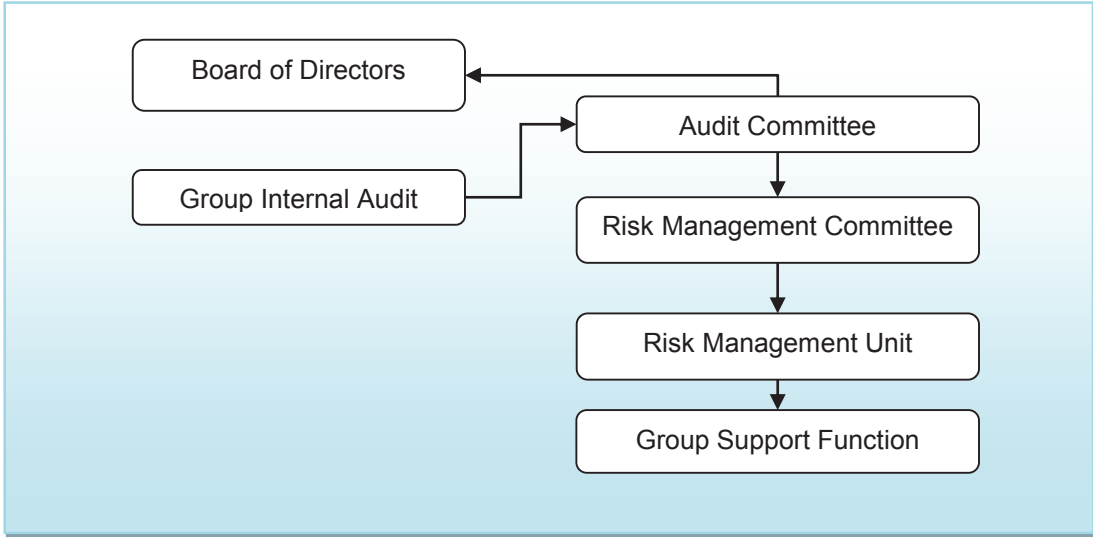 Board of Directors
Audit Committee
Group Internal Audit
Risk Management Committee
Risk Management Unit
Group Support Function